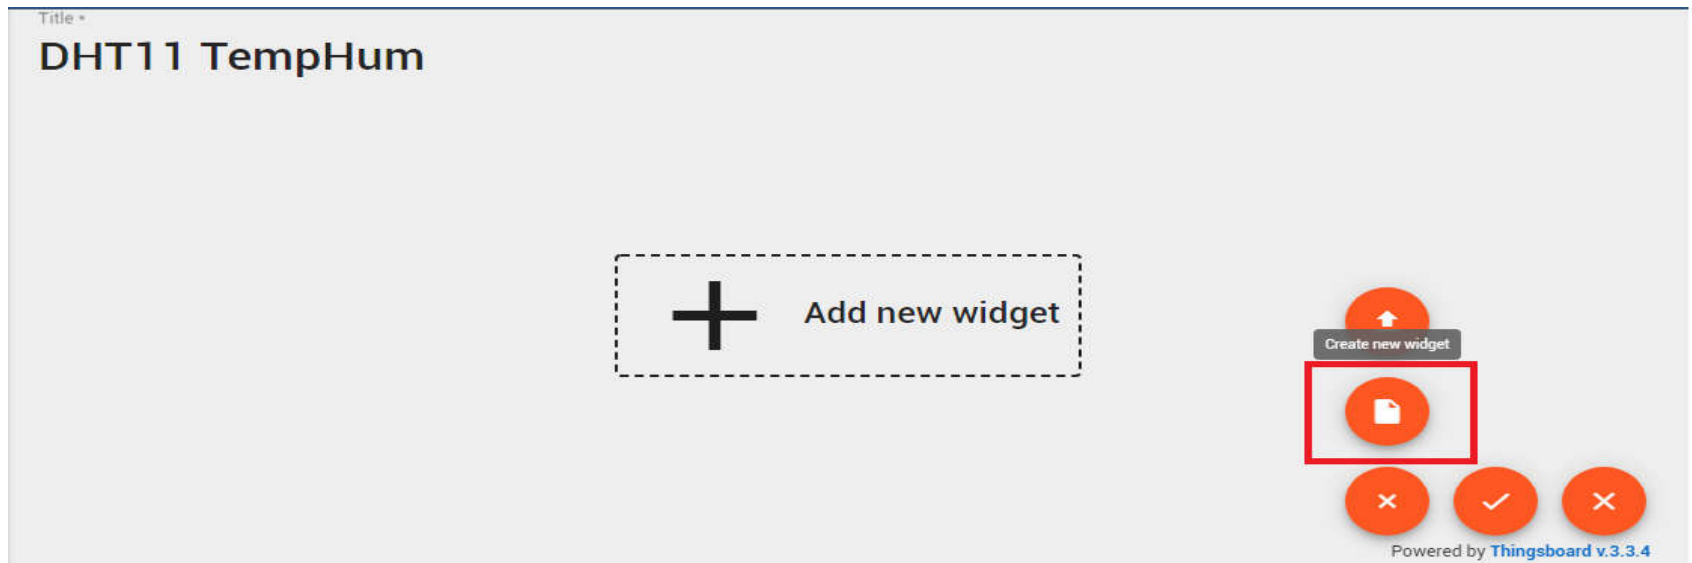 Title *
DHT11 TempHum
Add new widget
Create new widget
Powered by Thingsboard v.3.3.4